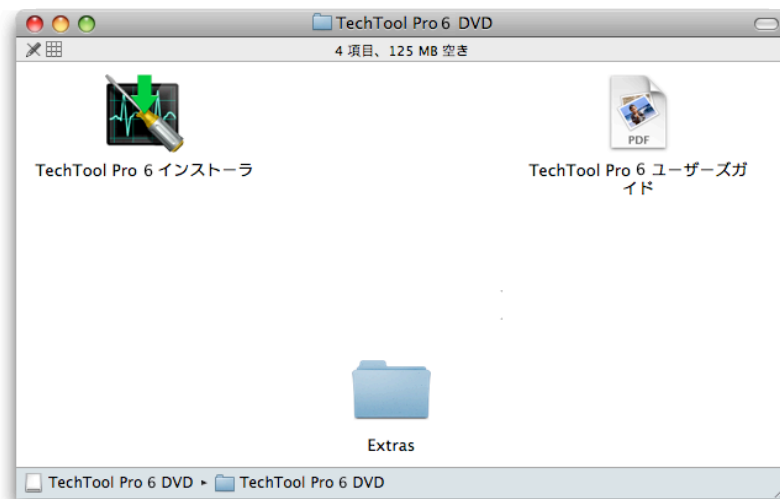 TechTool Pro 6 DVD
4 項目、125 MB 空き
TechTool Pro 6 インストーラ
PDF
TechTool Pro 6 ユーザーズガ
イド
Extras
TechTool Pro 6 DVD ▸ TechTool Pro 6 DVD